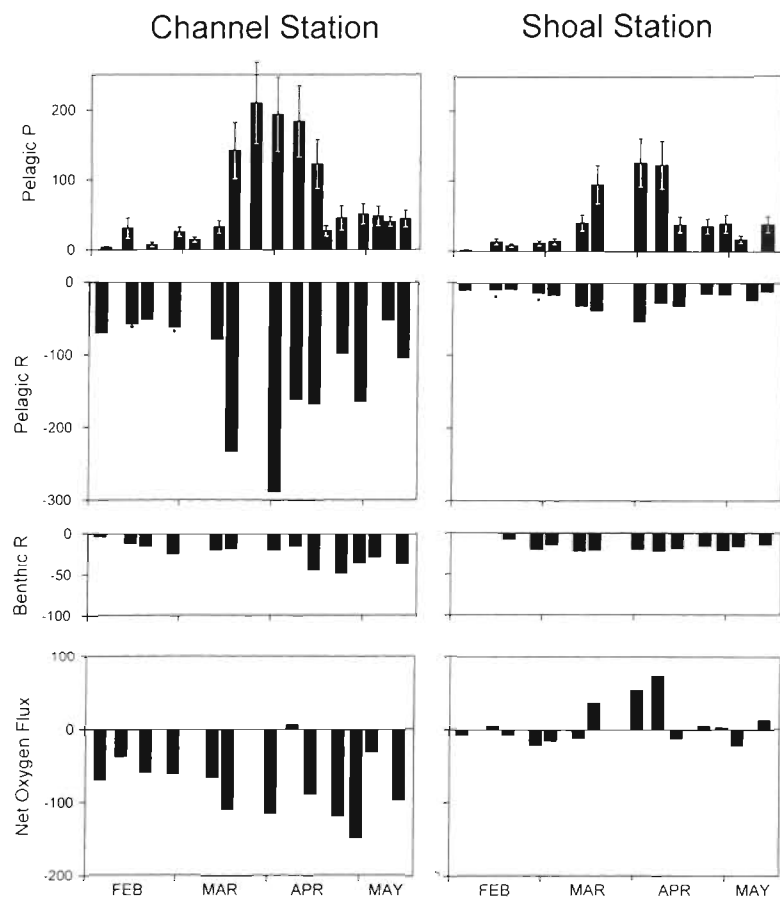 Channel Station
Shoal Station
Pelagic P
200
100
0
Pelagic R
0
-100
-200
-300
Benthic R
0
-50
-100
Net Oxygen Flux
100
0
-100
-200
FEB MAR APR MAY
FEB MAR APR MAY